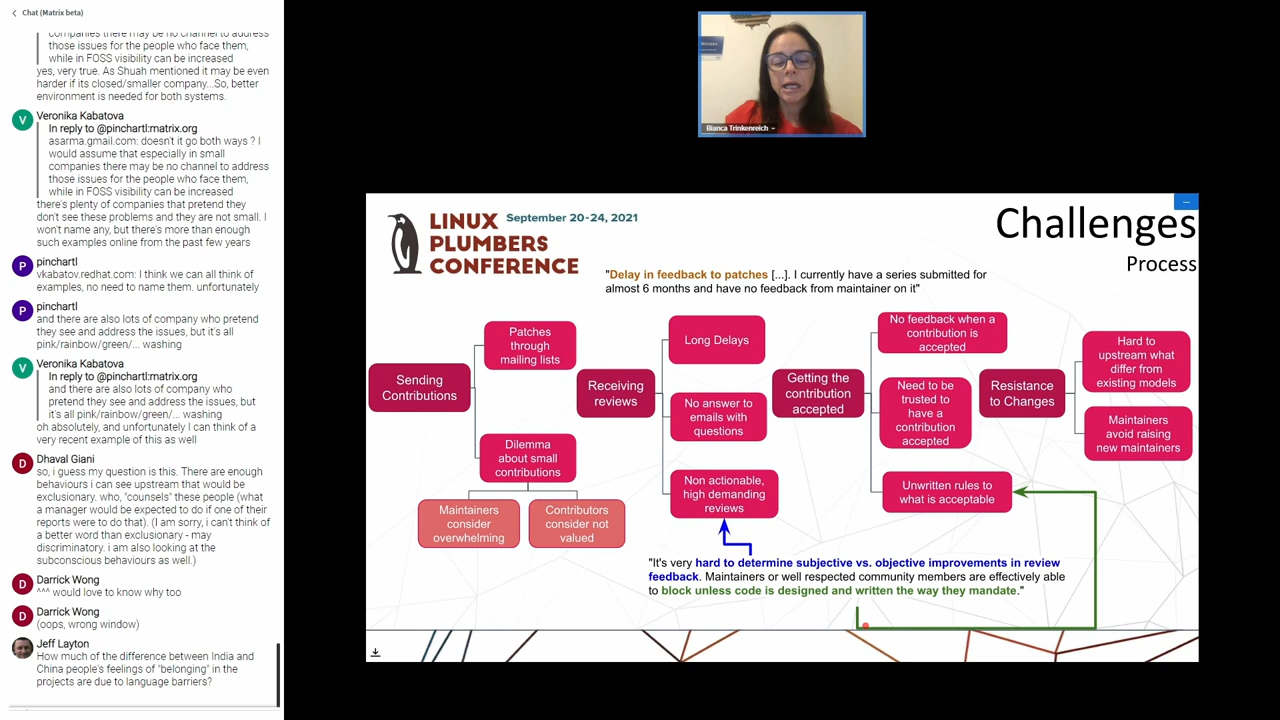 Chat (Matrix beta)
companies there may be no channel to address
those issues for the people who face them,
while in FOSS visibility can be increased
yes, very true. As Shuah mentioned it may be even
harder if its closed/smaller company...So, better
environment is needed for both systems.
V
Veronika Kabatova
In reply to @pinchartl:matrix.org
asarma.gmail.com: doesn't it go both ways ? I
would assume that especially in small
companies there may be no channel to address
those issues for the people who face them,
while in FOSS visibility can be increased
there's plenty of companies that pretend they
don't see these problems and they are not small. I
won't name any, but there's more than enough
such examples online from the past few years
P
pinchartl
vkabatov.redhat.com: I think we can all think of
examples, no need to name them. unfortunately
P
pinchartl
and there are also lots of company who pretend
they see and address the issues, but it's all
pink/rainbow/green/... washing
V
Veronika Kabatova
In reply to @pinchartl:matrix.org
and there are also lots of company who
pretend they see and address the issues, but
it's all pink/rainbow/green/... washing
oh absolutely, and unfortunately I can think of a
very recent example of this as well
D
Dhaval Giani
so, i guess my question is this. There are enough
behaviours i can see upstream that would be
exclusionary. who, "counsels" these people (what
a manager would be expected to do if one of their
reports were to do that). (I am sorry, i can't think of
a better word than exclusionary - may
discriminatory. i am also looking at the
subconscious behaviours as well.)
D
Darrick Wong
^^^ would love to know why too
D
Darrick Wong
(oops, wrong window)
Jeff Layton
How much of the difference between India and
China people's feelings of "belonging" in the
projects are due to language barriers?
Bianca Trinkenreich
LINUX
PLUMBERS
CONFERENCE
September 20-24, 2021
Challenges
Process
"Delay in feedback to patches [...]. I currently have a series submitted for
almost 6 months and have no feedback from maintainer on it"
Sending
Contributions
Patches
through
mailing lists
Dilemma
about small
contributions
Maintainers
consider
overwhelming
Contributors
consider not
valued
Receiving
reviews
Long Delays
No answer to
emails with
questions
Non actionable,
high demanding
reviews
Getting the
contribution
accepted
No feedback when a
contribution is
accepted
Need to be
trusted to
have a
contribution
accepted
Unwritten rules to
what is acceptable
Resistance
to Changes
Hard to
upstream what
differ from
existing models
Maintainers
avoid raising
new maintainers
"It's very hard to determine subjective vs. objective improvements in review
feedback. Maintainers or well respected community members are effectively able
to block unless code is designed and written the way they mandate."